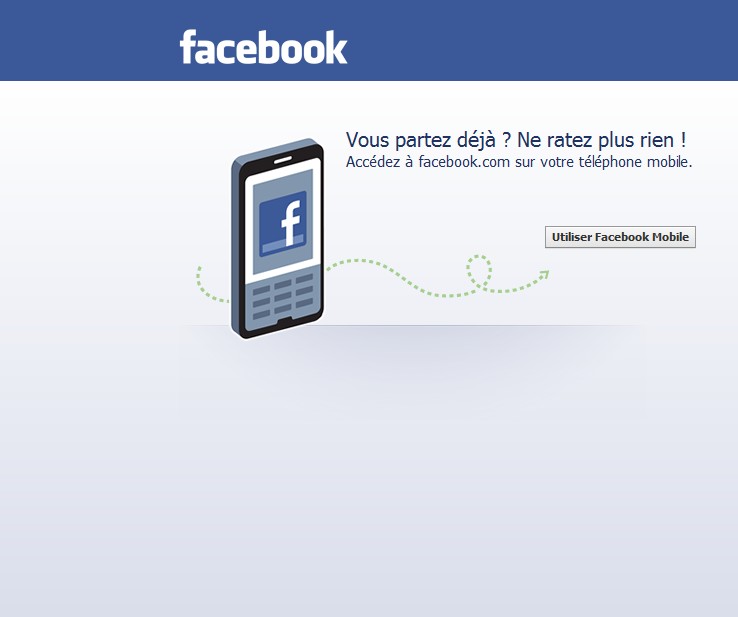 facebook
Vous partez déjà ? Ne ratez plus rien !
Accédez à facebook.com sur votre téléphone mobile.
f
Utiliser Facebook Mobile